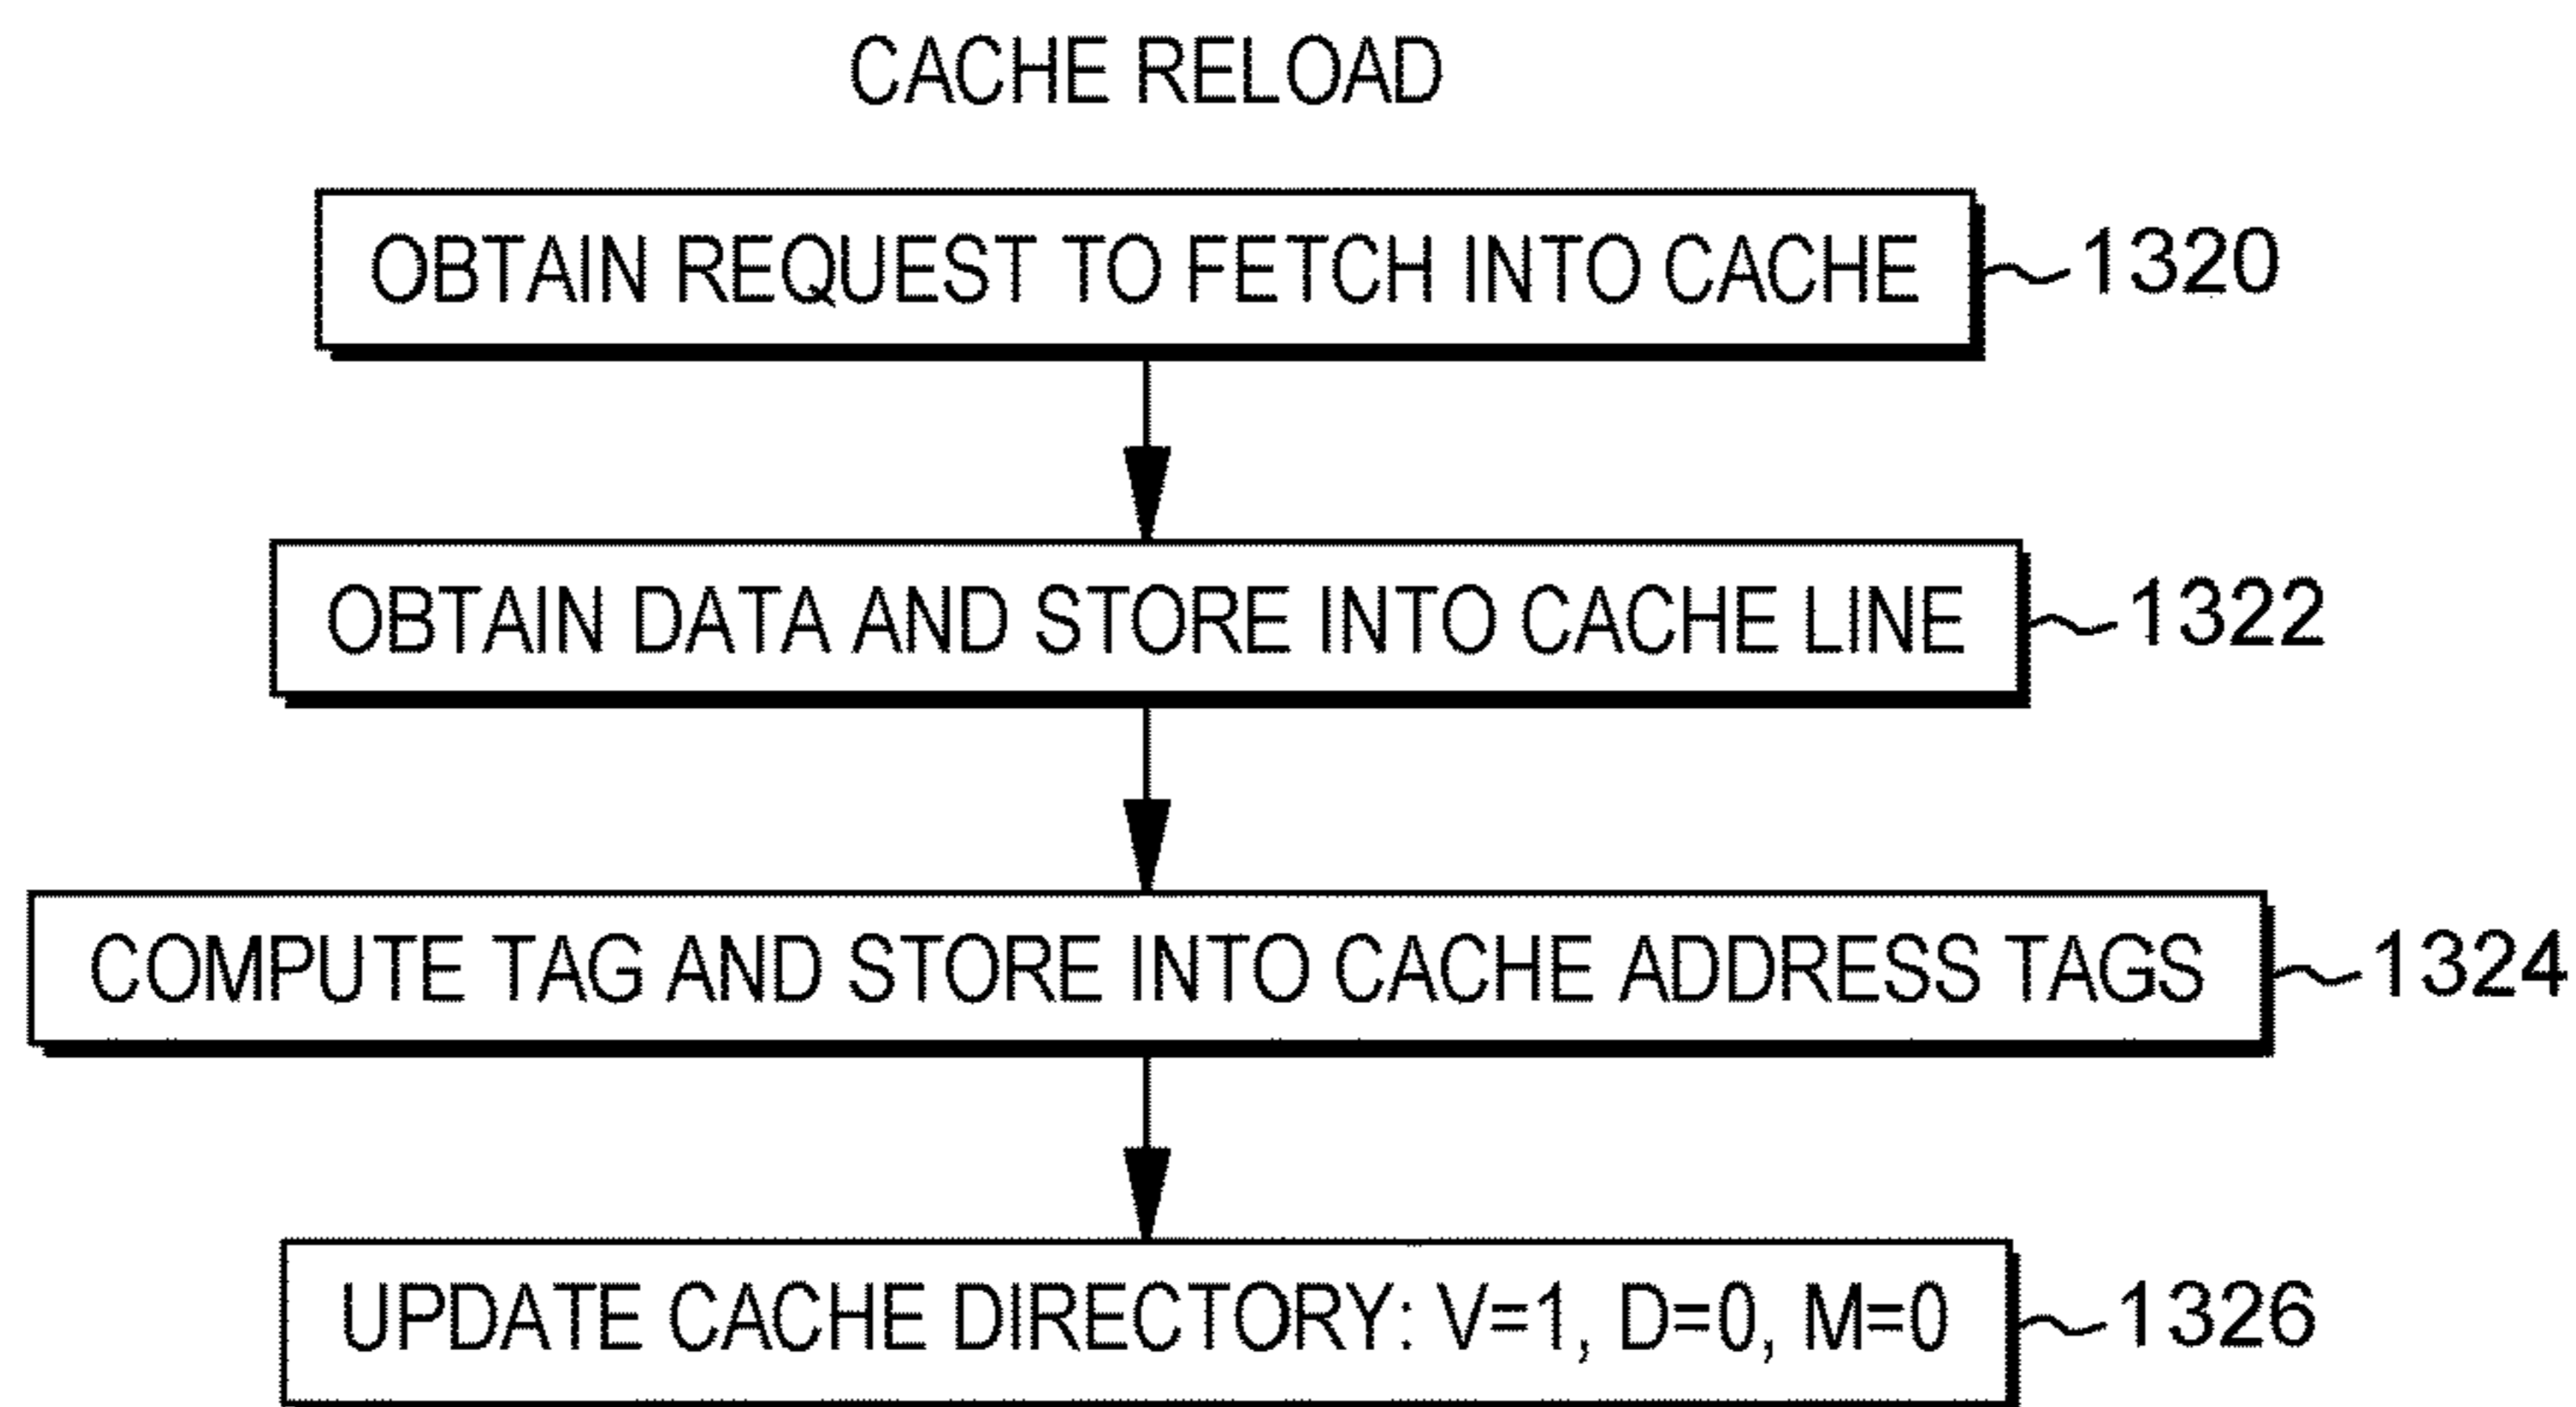 CACHE RELOAD
OBTAIN REQUEST TO FETCH INTO CACHE 1320
OBTAIN DATA AND STORE INTO CACHE LINE 1322
COMPUTE TAG AND STORE INTO CACHE ADDRESS TAGS 1324
UPDATE CACHE DIRECTORY: V=1, D=0, M=0 1326